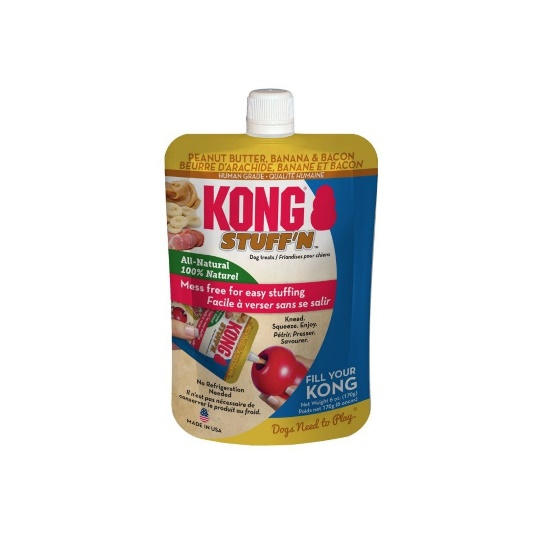 PEANUT BUTTER, BANANA & BACON
BEURRE D'ARACHIDE, BANANE ET BACON
HUMAN GRADE • QUALITÉ HUMAINE
KONG®
STUFF'N™
Dog treats / Friandises pour chiens
All-Natural
100% Naturel
Mess free for easy stuffing
Facile à verser sans se salir
Knead.
Squeeze. Enjoy.
Pétrir. Presser.
Savourer.
KONG
STUFF'N
No Refrigeration
Needed
Il n'est pas nécessaire de
conserver le produit au froid.
MADE IN USA
FILL YOUR
KONG
Net Weight 6 oz. (170g)
Poids net 170g (6 onces)
Dogs Need to Play.